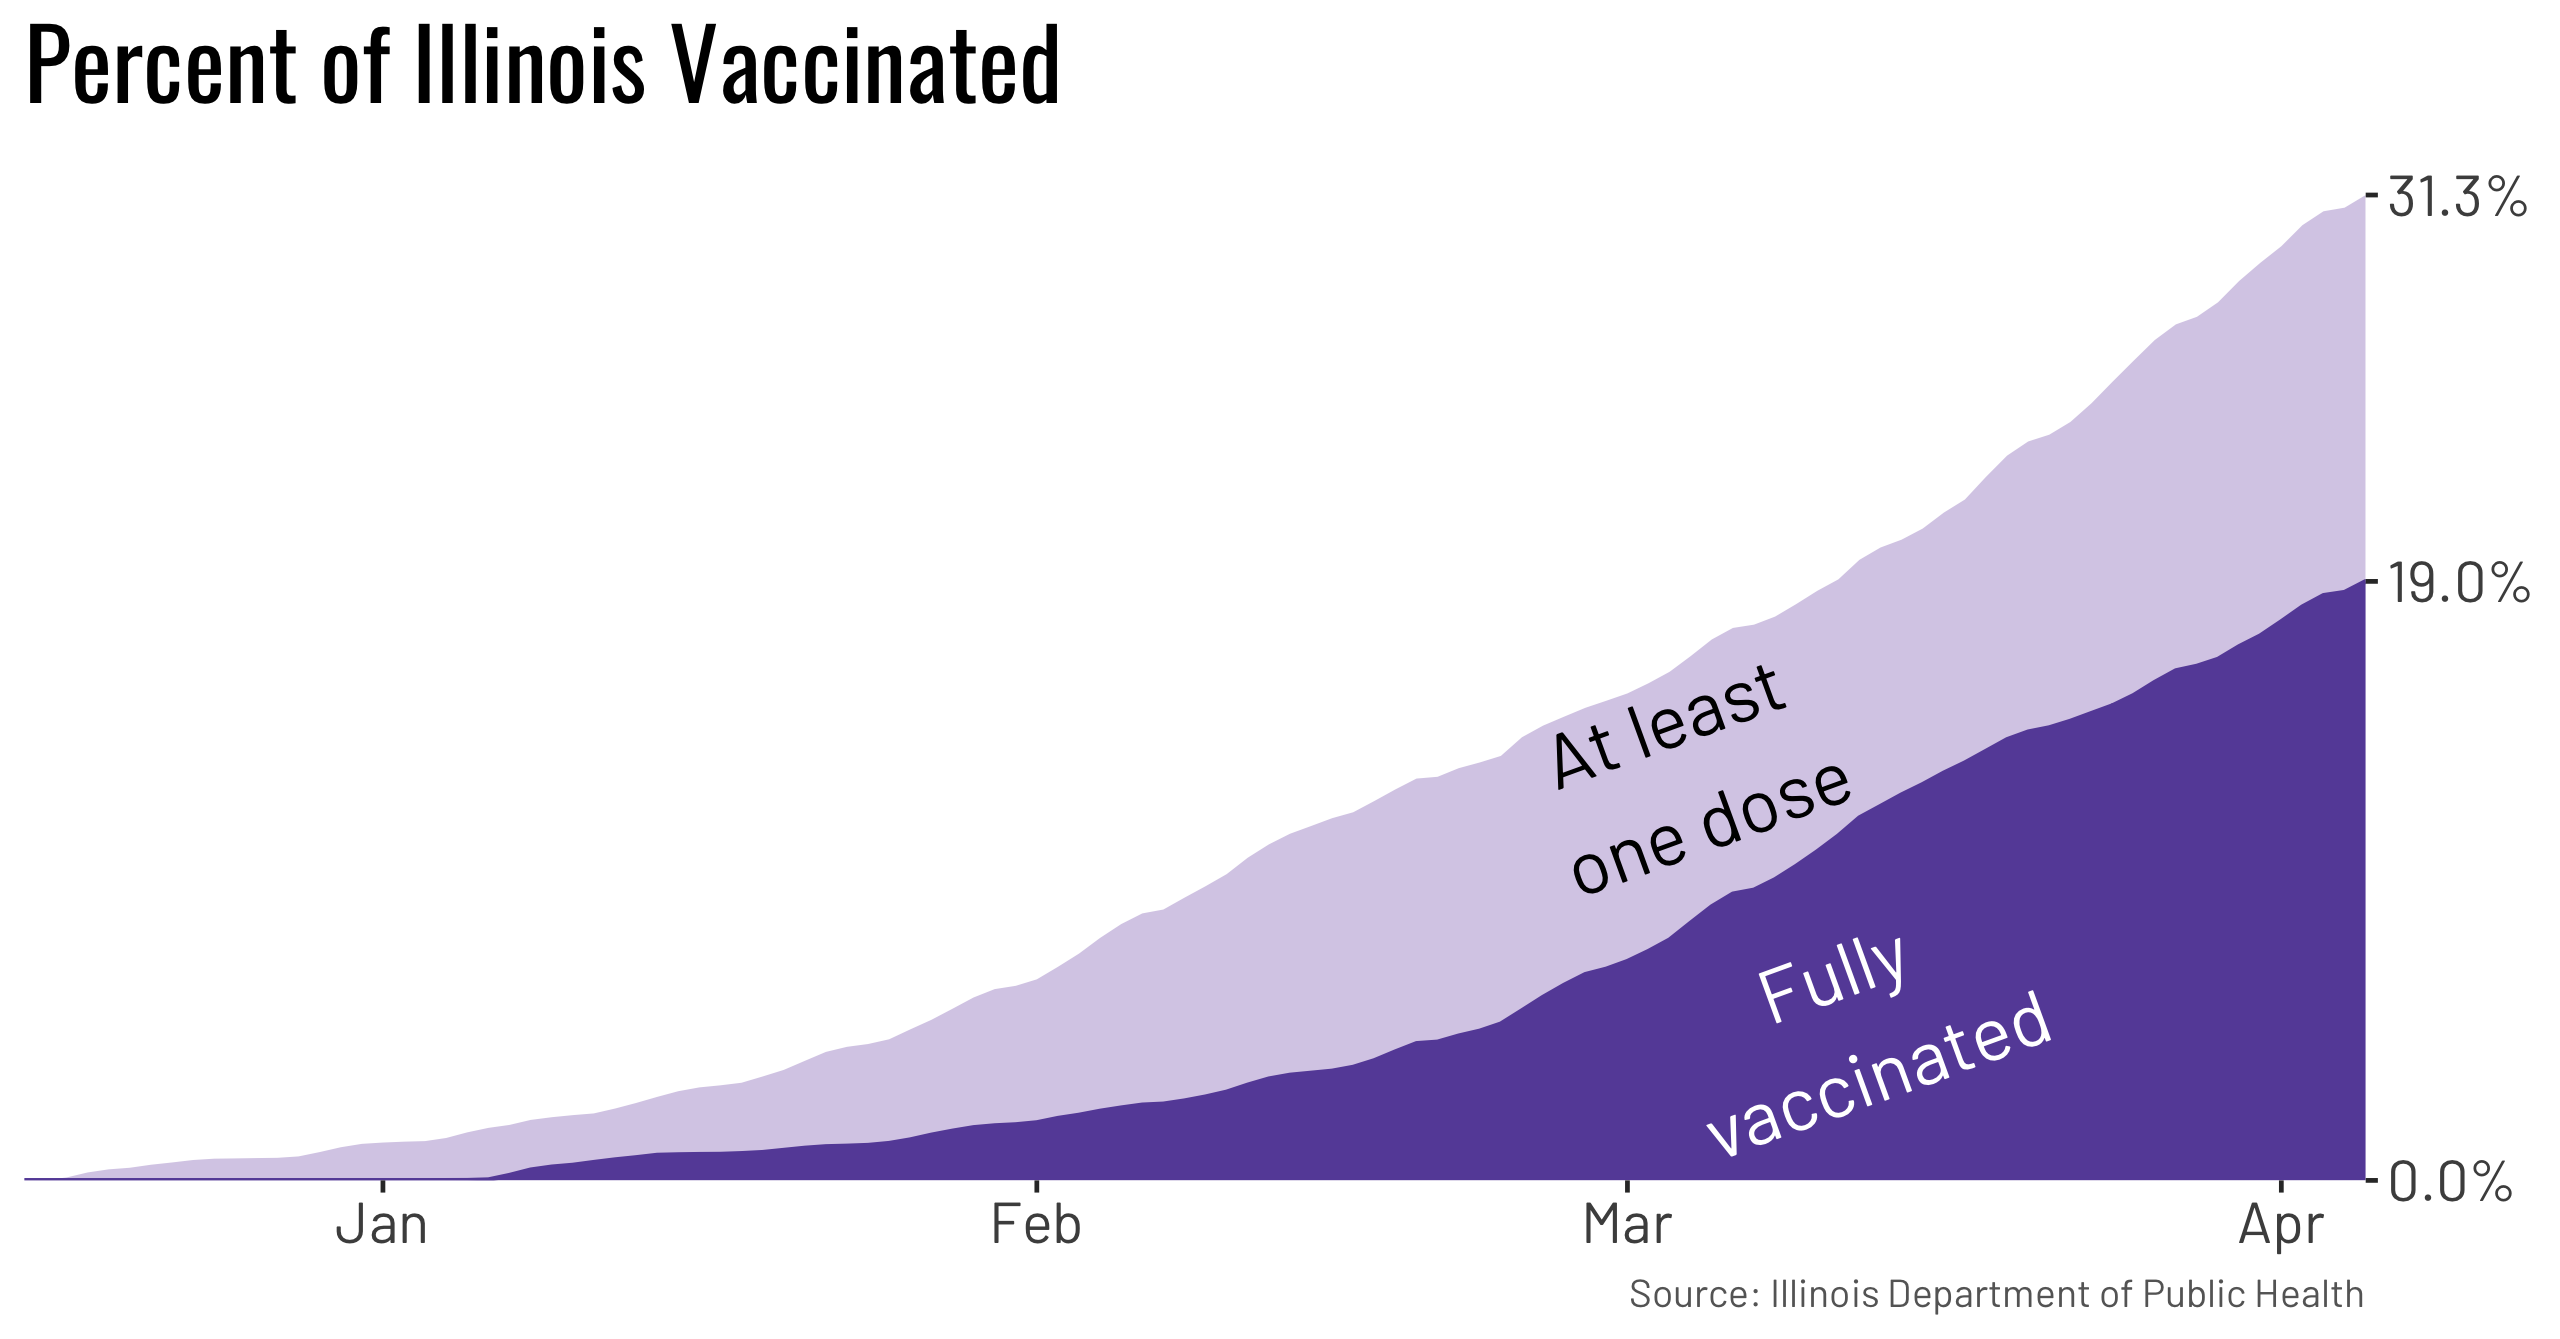 Percent of Illinois Vaccinated
31.3%
19.0%
At least
one dose
Fully
vaccinated
0.0%
Jan
Feb
Mar
Apr
Source: Illinois Department of Public Health